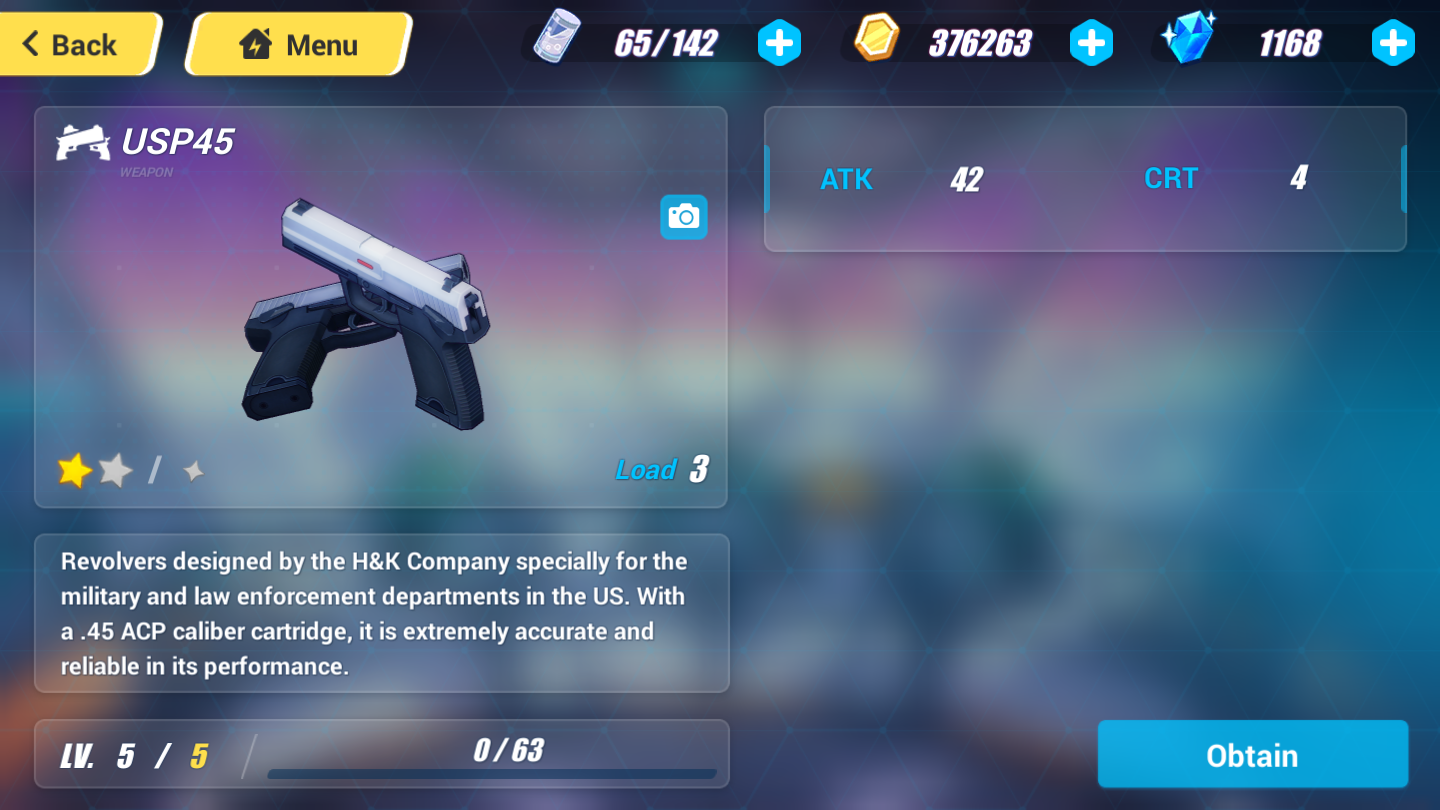 Back
Menu
65/142
376263
1168
USP45
WEAPON
ATK 42
CRT 4
/
Load 3
Revolvers designed by the H&K Company specially for the
military and law enforcement departments in the US. With
a .45 ACP caliber cartridge, it is extremely accurate and
reliable in its performance.
LV. 5 / 5
0/63
Obtain